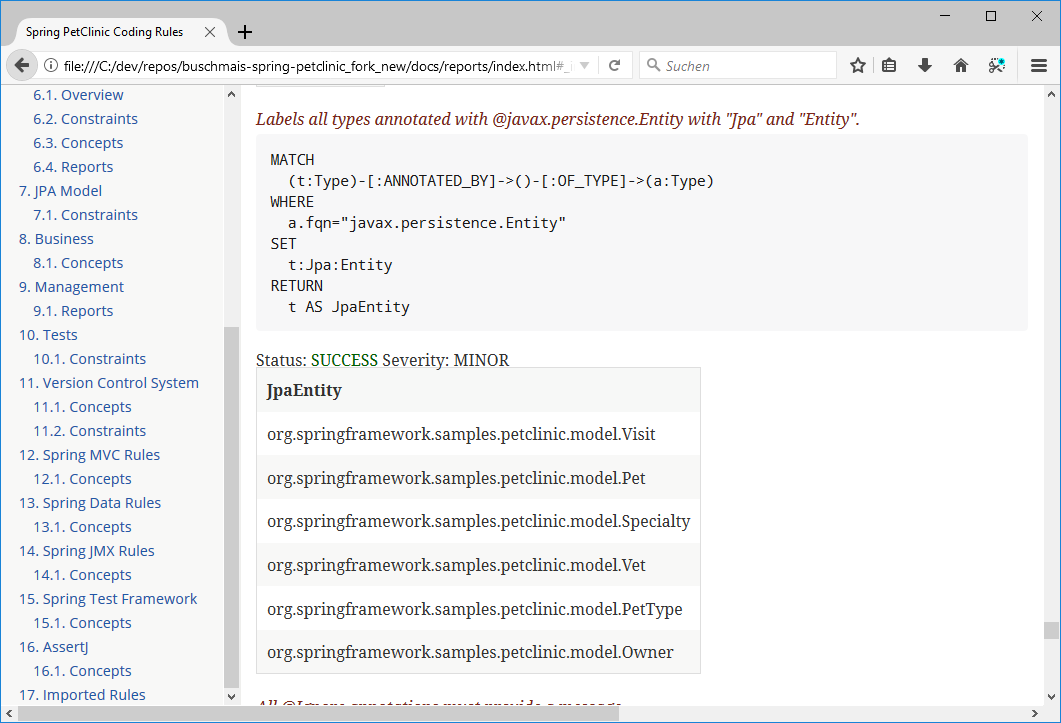 Spring PetClinic Coding Rules
file:///C:/dev/repos/buschmais-spring-petclinic_fork_new/docs/reports/index.html#_i
Suchen
6.1. Overview
6.2. Constraints
6.3. Concepts
6.4. Reports
7. JPA Model
7.1. Constraints
8. Business
8.1. Concepts
9. Management
9.1. Reports
10. Tests
10.1. Constraints
11. Version Control System
11.1. Concepts
11.2. Constraints
12. Spring MVC Rules
12.1. Concepts
13. Spring Data Rules
13.1. Concepts
14. Spring JMX Rules
14.1. Concepts
15. Spring Test Framework
15.1. Concepts
16. AssertJ
16.1. Concepts
17. Imported Rules
Labels all types annotated with @javax.persistence.Entity with "Jpa" and "Entity".
MATCH
(t:Type)-[:ANNOTATED_BY]->()-[:OF_TYPE]->(a:Type)
WHERE
a.fqn="javax.persistence.Entity"
SET
t:Jpa:Entity
RETURN
t AS JpaEntity
Status: SUCCESS Severity: MINOR
JpaEntity
org.springframework.samples.petclinic.model.Visit
org.springframework.samples.petclinic.model.Pet
org.springframework.samples.petclinic.model.Specialty
org.springframework.samples.petclinic.model.Vet
org.springframework.samples.petclinic.model.PetType
org.springframework.samples.petclinic.model.Owner
All @Ignore annotations must provide a message